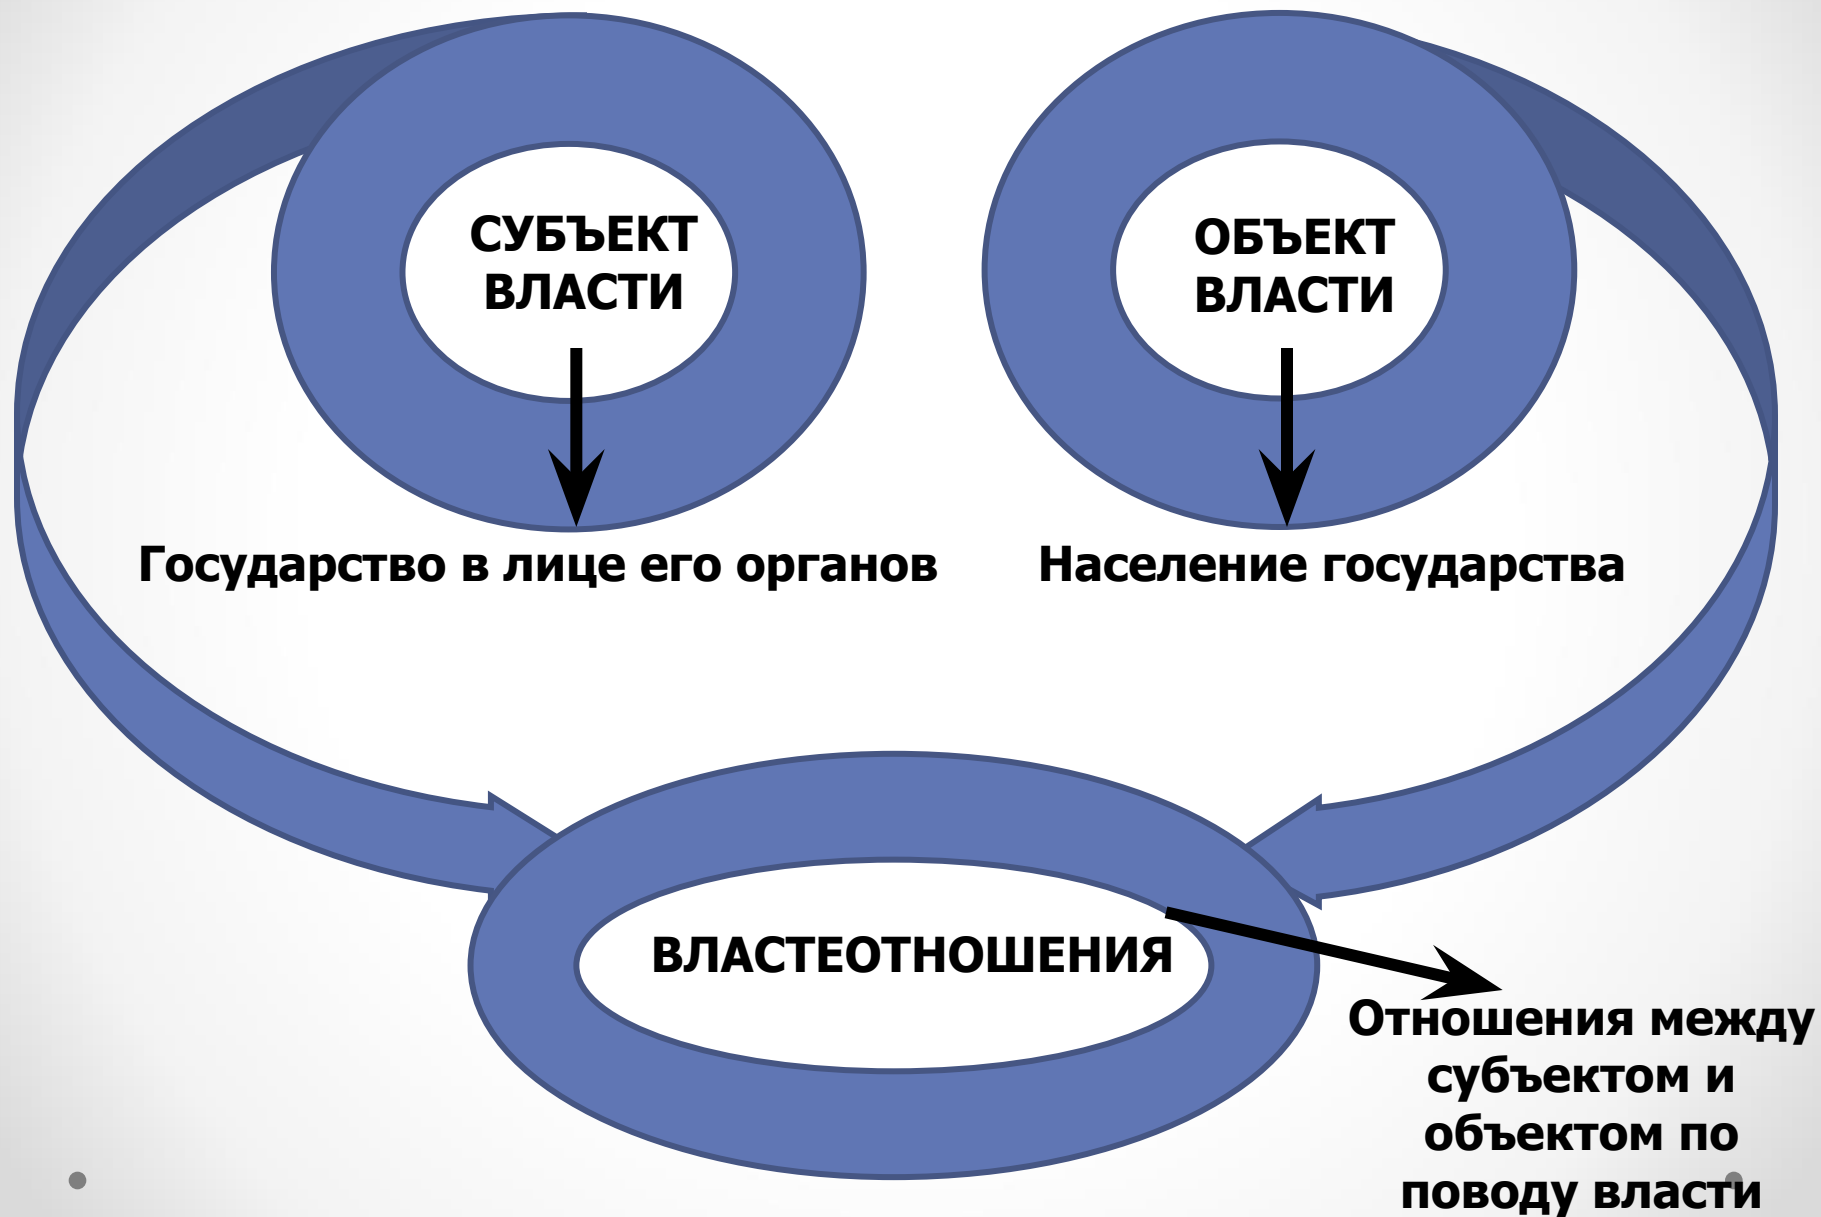 СУБЪЕКТ
ВЛАСТИ
ОБЪЕКТ
ВЛАСТИ
Государство в лице его органов
Население государства
ВЛАСТЕОТНОШЕНИЯ
Отношения между
субъектом и
объектом по
поводу власти